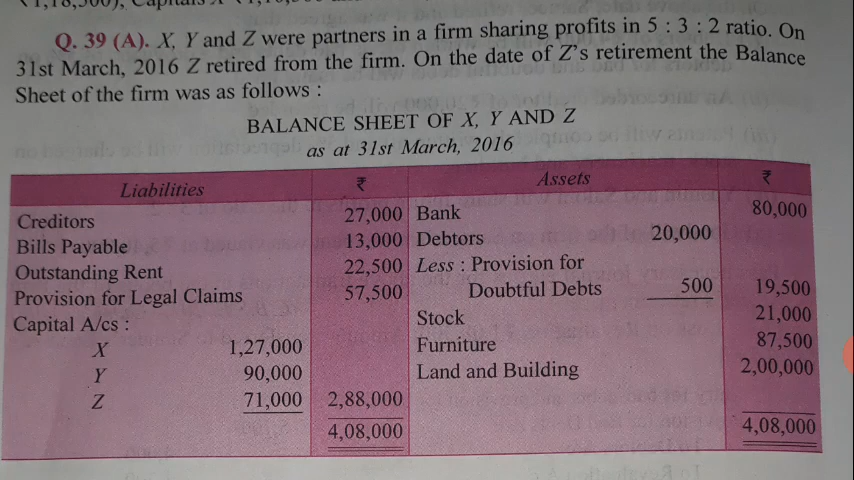 Q. 39 (A). X, Y and Z were partners in a firm sharing profits in 5 : 3 : 2 ratio. On
31st March, 2016 Z retired from the firm. On the date of Z's retirement the Balance
Sheet of the firm was as follows :
BALANCE SHEET OF X, Y AND Z
as at 31st March, 2016
Liabilities ₹ Assets ₹
Creditors 27,000 Bank 80,000
Bills Payable 13,000 Debtors 20,000
Outstanding Rent 22,500 Less : Provision for
Provision for Legal Claims 57,500 Doubtful Debts 500 19,500
Capital A/cs : Stock 21,000
X 1,27,000 Furniture 87,500
Y 90,000 Land and Building 2,00,000
Z 71,000 2,88,000
4,08,000 4,08,000